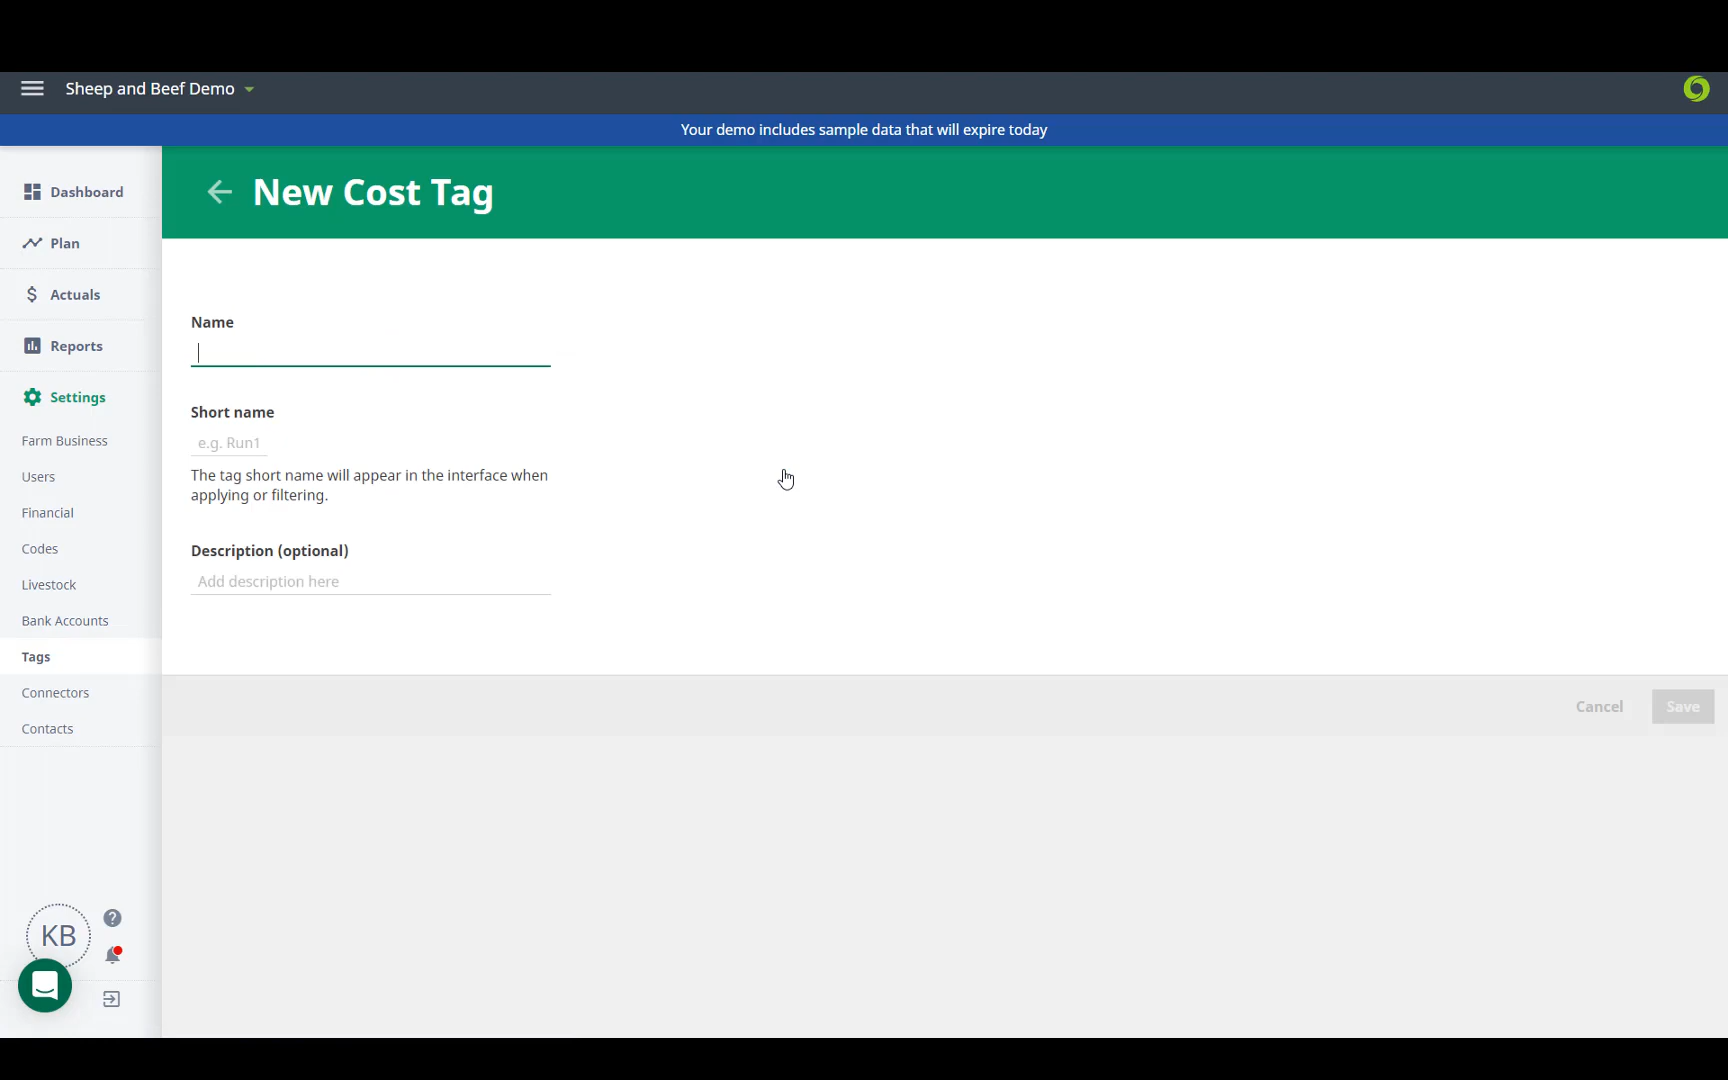 Sheep and Beef Demo
Your demo includes sample data that will expire today
Dashboard
Plan
Actuals
Reports
Settings
Farm Business
Users
Financial
Codes
Livestock
Bank Accounts
Tags
Connectors
Contacts
KB
New Cost Tag
Name
Short name
e.g. Run1
The tag short name will appear in the interface when
applying or filtering.
Description (optional)
Add description here
Cancel
Save